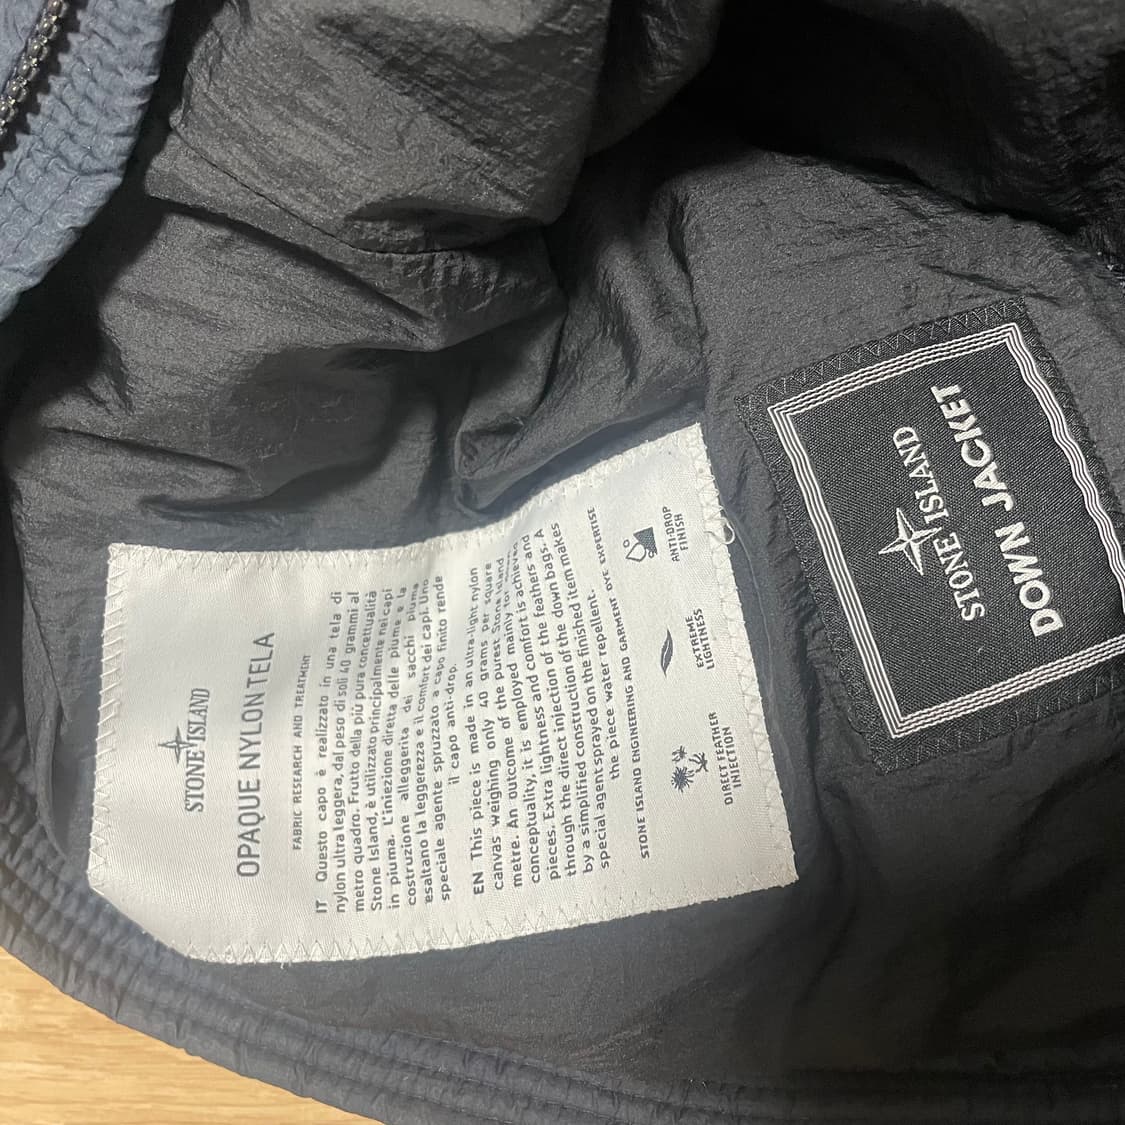 STONE ISLAND
OPAQUE NYLON TELA
FABRIC RESEARCH AND TREATMENT
IT Questo capo è realizzato in una tela di
nylon ultra leggera, dal peso di soli 40 grammi al
metro quadro. Frutto della più pura concettualità
Stone Island, è utilizzato principalmente nei capi
in piuma. L'iniezione diretta delle piume e la
costruzione alleggerita dei sacchi piuma
esaltano la leggerezza e il comfort dei capi. Uno
speciale agente spruzzato a capo finito rende
il capo anti-drop.
EN This piece is made in an ultra-light nylon
canvas weighing only 40 grams per square
metre. An outcome of the purest Stone Island
conceptuality, it is employed mainly for
pieces. Extra lightness and comfort is achieved
through the direct injection of the feathers and
by a simplified construction of the down bags. A
special agent sprayed on the finished item makes
the piece water repellent.
STONE ISLAND ENGINEERING AND GARMENT DYE EXPERTISE
DIRECT FEATHER
INJECTION
EXTREME
LIGHTNESS
ANTI-DROP
FINISH
STONE ISLAND
DOWN JACKET